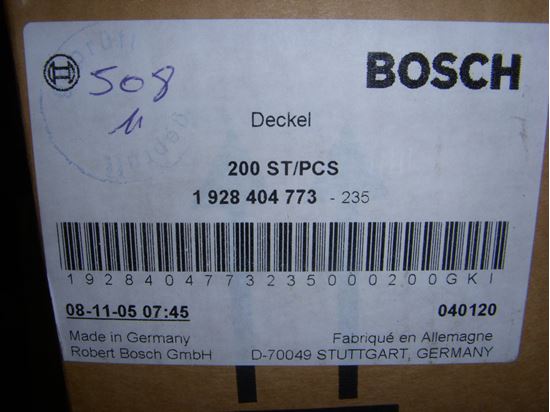 BOSCH
508
Deckel
200 ST/PCS
1 928 404 773 - 235
1928404773235000200GKI
08-11-05 07:45
040120
Made in Germany
Fabriqué en Allemagne
Robert Bosch GmbH
D-70049 STUTTGART, GERMANY